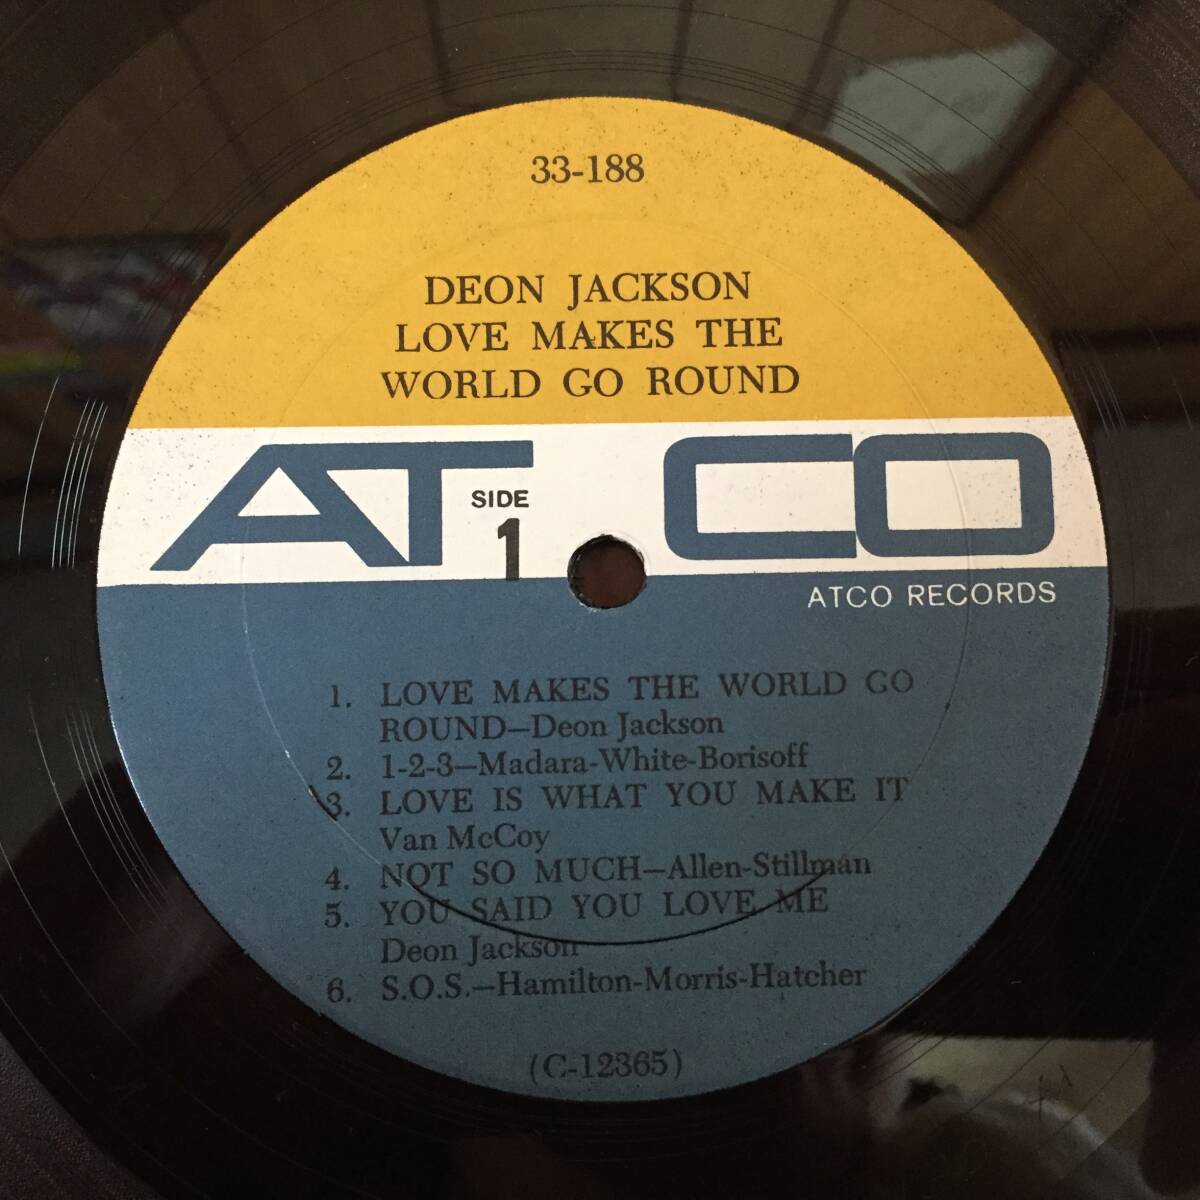 33-188
DEON JACKSON
LOVE MAKES THE
WORLD GO ROUND
ATCO
SIDE
1
ATCO RECORDS
1. LOVE MAKES THE WORLD GO
ROUND—Deon Jackson
2. 1-2-3—Madara-White-Borisoff
3. LOVE IS WHAT YOU MAKE IT
Van McCoy
4. NOT SO MUCH—Allen-Stillman
5. YOU SAID YOU LOVE ME
Deon Jackson
6. S.O.S.—Hamilton-Morris-Hatcher
(C-12365)